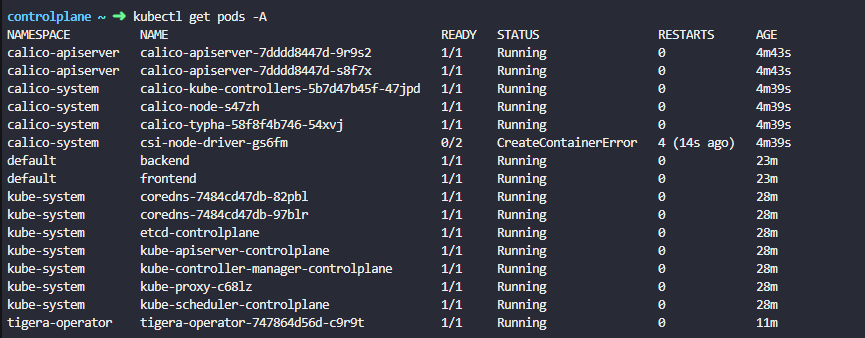 controlplane ~ ➜ kubectl get pods -A
NAMESPACE NAME READY STATUS RESTARTS AGE
calico-apiserver calico-apiserver-7dddd8447d-9r9s2 1/1 Running 0 4m43s
calico-apiserver calico-apiserver-7dddd8447d-s8f7x 1/1 Running 0 4m43s
calico-system calico-kube-controllers-5b7d47b45f-47jpd 1/1 Running 0 4m39s
calico-system calico-node-s47zh 1/1 Running 0 4m39s
calico-system calico-typha-58f8f4b746-54xvj 1/1 Running 0 4m39s
calico-system csi-node-driver-gs6fm 0/2 CreateContainerError 4 (14s ago) 4m39s
default backend 1/1 Running 0 23m
default frontend 1/1 Running 0 23m
kube-system coredns-7484cd47db-82pbl 1/1 Running 0 28m
kube-system coredns-7484cd47db-97blr 1/1 Running 0 28m
kube-system etcd-controlplane 1/1 Running 0 28m
kube-system kube-apiserver-controlplane 1/1 Running 0 28m
kube-system kube-controller-manager-controlplane 1/1 Running 0 28m
kube-system kube-proxy-c68lz 1/1 Running 0 28m
kube-system kube-scheduler-controlplane 1/1 Running 0 28m
tigera-operator tigera-operator-747864d56d-c9r9t 1/1 Running 0 11m